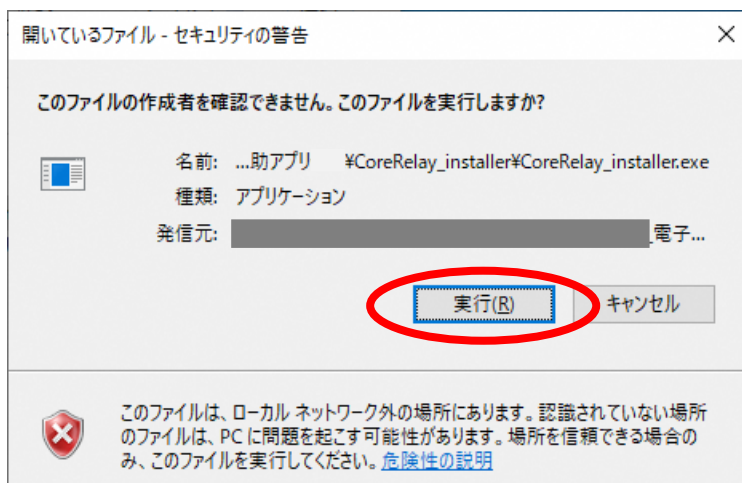 開いているファイル - セキュリティの警告
このファイルの作成者を確認できません。このファイルを実行しますか?
名前: ...助アプリ ¥CoreRelay_installer¥CoreRelay_installer.exe
種類: アプリケーション
発信元: _電子...
実行(R) キャンセル
このファイルは、ローカル ネットワーク外の場所にあります。認識されていない場所
のファイルは、PC に問題を起こす可能性があります。場所を信頼できる場合の
み、このファイルを実行してください。危険性の説明